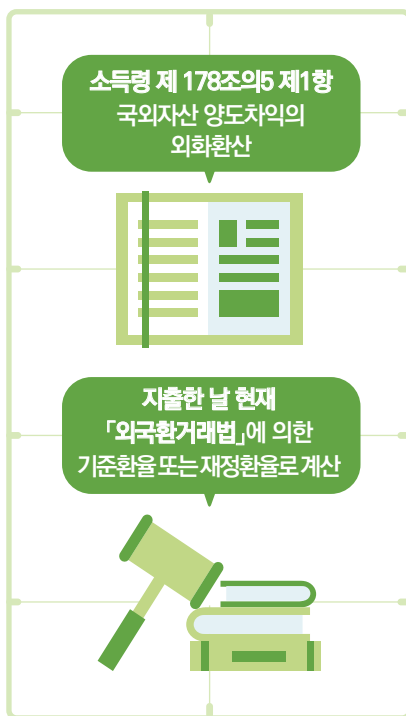 소득령 제 178조의5 제1항
국외자산 양도차익의
외화환산
지출한 날 현재
「외국환거래법」에 의한
기준환율 또는 재정환율로 계산